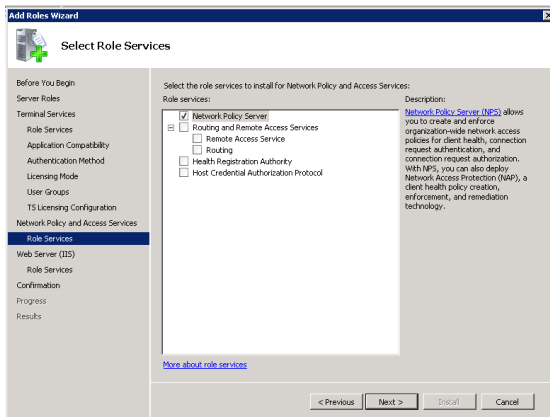 Add Roles Wizard
Select Role Services
Before You Begin
Server Roles
Terminal Services
Role Services
Application Compatibility
Authentication Method
Licensing Mode
User Groups
TS Licensing Configuration
Network Policy and Access Services
Role Services
Web Server (IIS)
Role Services
Confirmation
Progress
Results
Select the role services to install for Network Policy and Access Services:
Role services:
Network Policy Server
Routing and Remote Access Services
Remote Access Service
Routing
Health Registration Authority
Host Credential Authorization Protocol
More about role services
Description:
Network Policy Server (NPS) allows
you to create and enforce
organization-wide network access
policies for client health, connection
request authentication, and
connection request authorization.
With NPS, you can also deploy
Network Access Protection (NAP), a
client health policy creation,
enforcement, and remediation
technology.
< Previous
Next >
Install
Cancel